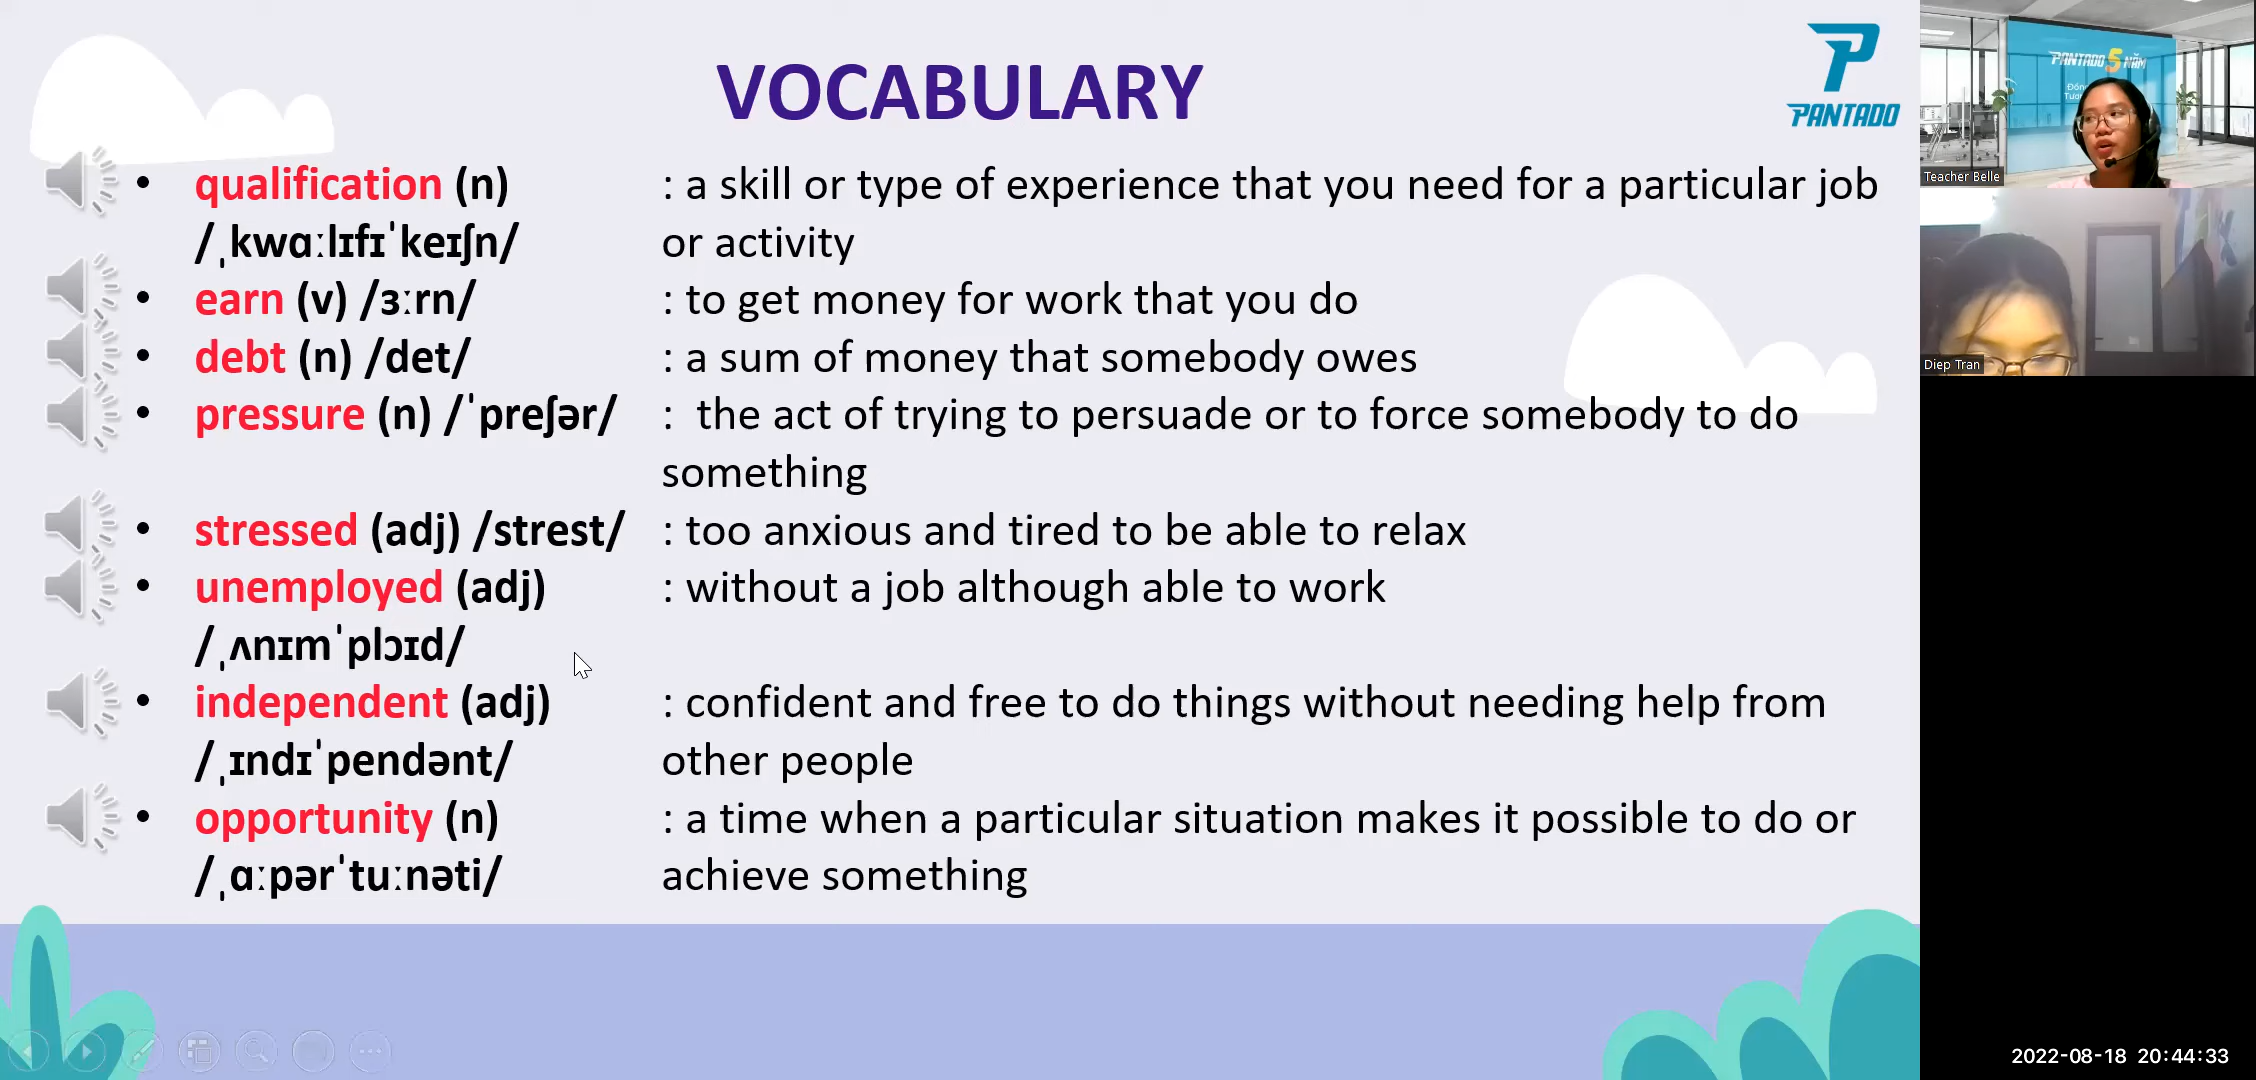 VOCABULARY
PANTADO
• qualification (n) : a skill or type of experience that you need for a particular job
/ˌkwɑːlɪfɪˈkeɪʃn/ or activity
• earn (v) /ɜːrn/ : to get money for work that you do
• debt (n) /det/ : a sum of money that somebody owes
• pressure (n) /ˈpreʃər/ : the act of trying to persuade or to force somebody to do
something
• stressed (adj) /strest/ : too anxious and tired to be able to relax
• unemployed (adj) : without a job although able to work
/ˌʌnɪmˈplɔɪd/
• independent (adj) : confident and free to do things without needing help from
/ˌɪndɪˈpendənt/ other people
• opportunity (n) : a time when a particular situation makes it possible to do or
/ˌɑːpərˈtuːnəti/ achieve something
PANTADO 5 NĂM
Teacher Belle
Diep Tran
2022-08-18 20:44:33